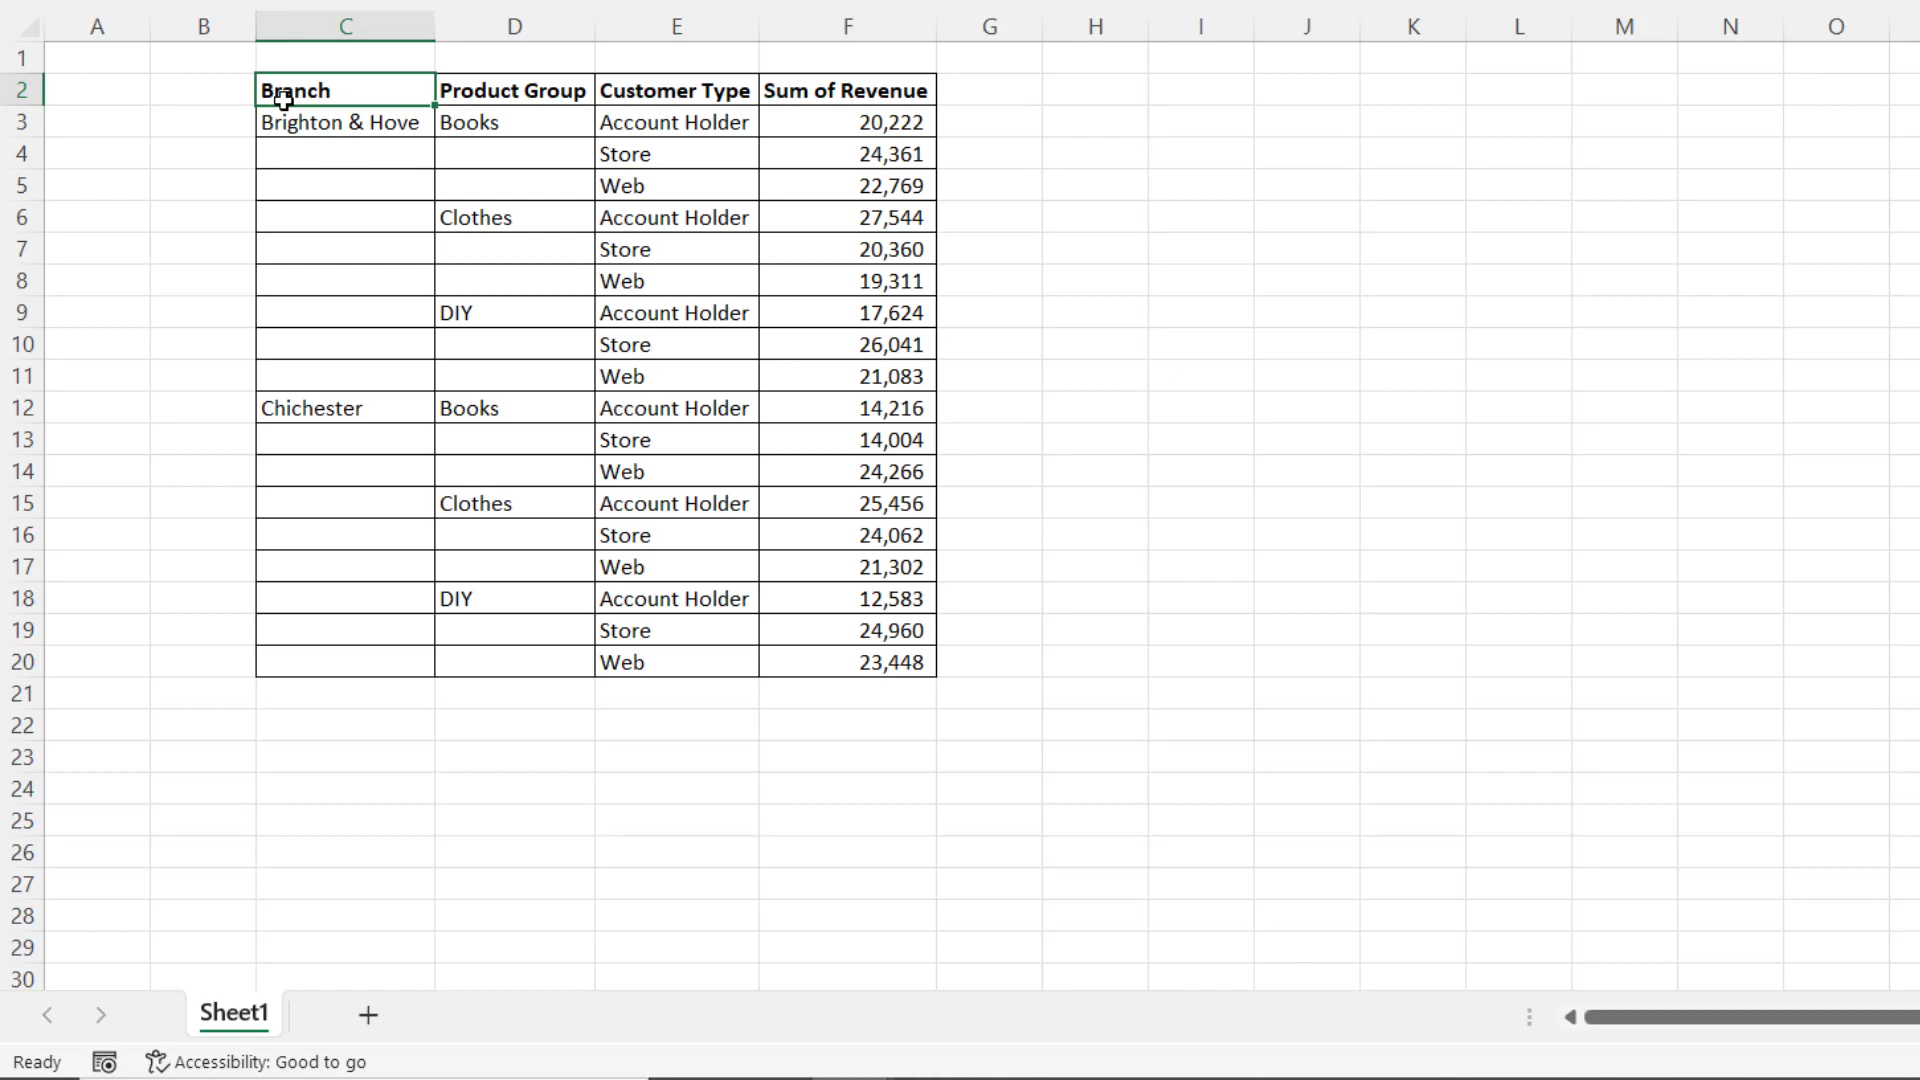 A B C D E F G H I J K L M N O
1
2 Branch Product Group Customer Type Sum of Revenue
3 Brighton & Hove Books Account Holder 20,222
4 Store 24,361
5 Web 22,769
6 Clothes Account Holder 27,544
7 Store 20,360
8 Web 19,311
9 DIY Account Holder 17,624
10 Store 26,041
11 Web 21,083
12 Chichester Books Account Holder 14,216
13 Store 14,004
14 Web 24,266
15 Clothes Account Holder 25,456
16 Store 24,062
17 Web 21,302
18 DIY Account Holder 12,583
19 Store 24,960
20 Web 23,448
21
22
23
24
25
26
27
28
29
30
Sheet1
Ready Accessibility: Good to go